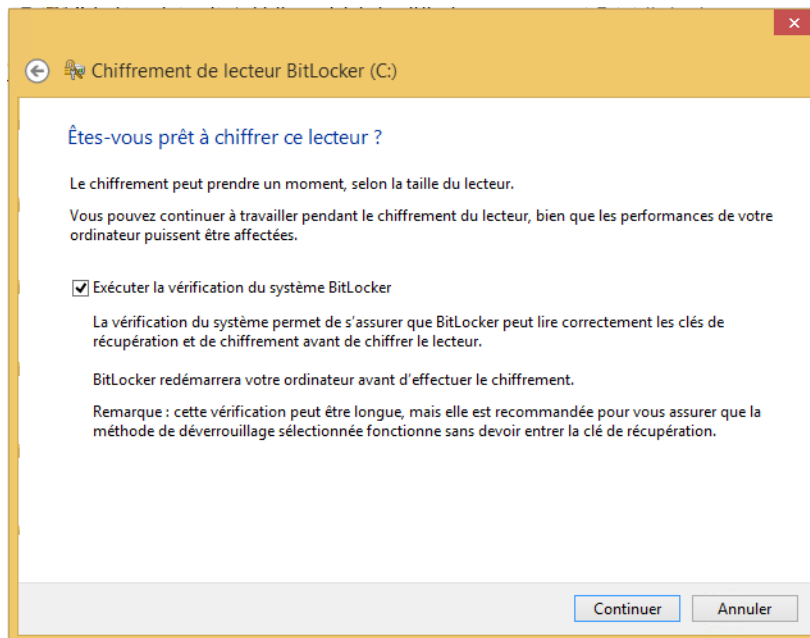 Chiffrement de lecteur BitLocker (C:)
Êtes-vous prêt à chiffrer ce lecteur ?
Le chiffrement peut prendre un moment, selon la taille du lecteur.
Vous pouvez continuer à travailler pendant le chiffrement du lecteur, bien que les performances de votre
ordinateur puissent être affectées.
Exécuter la vérification du système BitLocker
La vérification du système permet de s'assurer que BitLocker peut lire correctement les clés de
récupération et de chiffrement avant de chiffrer le lecteur.
BitLocker redémarrera votre ordinateur avant d'effectuer le chiffrement.
Remarque : cette vérification peut être longue, mais elle est recommandée pour vous assurer que la
méthode de déverrouillage sélectionnée fonctionne sans devoir entrer la clé de récupération.
Continuer
Annuler